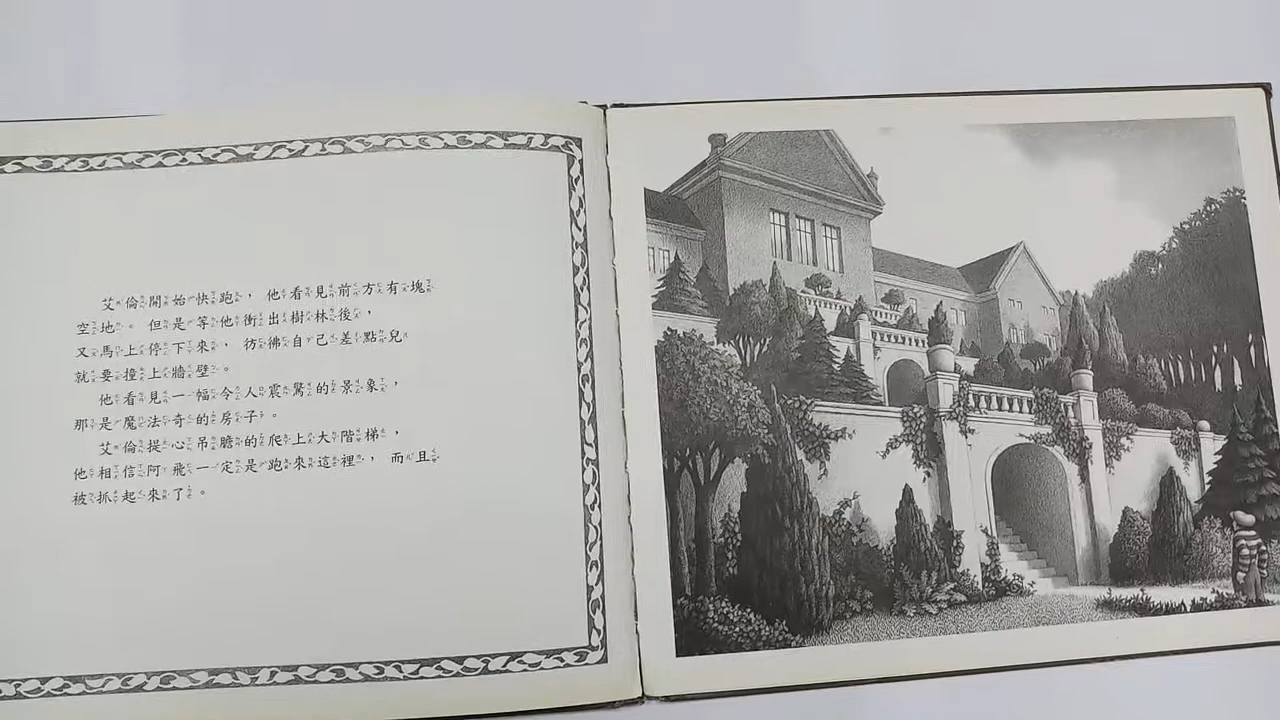 艾倫開始快跑，他看見前方有塊
空地。但是等他衝出樹林後，
又馬上停下來，彷彿自己差點兒
就要撞上牆壁。
他看見一幅令人震驚的景象，
那是魔法奇的房子。
艾倫提心吊膽的爬上大階梯，
他相信阿飛一定是跑來這裡，而且
被抓起來了。